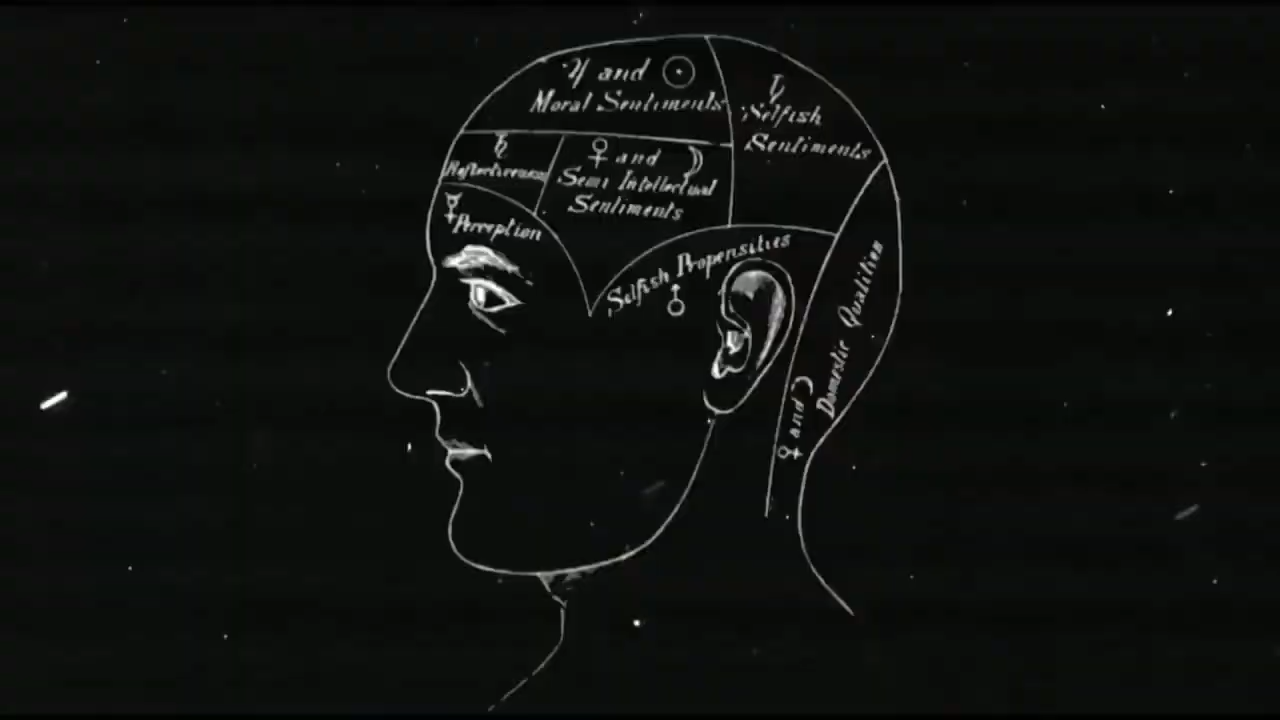 ♃ and ☉
Moral Sentiments
♄
Selfish
Sentiments
♄
Reflectiveness
♀ and ☽
Semi Intellectual
Sentiments
☿
Perception
Selfish Propensities
♂
Domestic Qualities
♀ and ☽